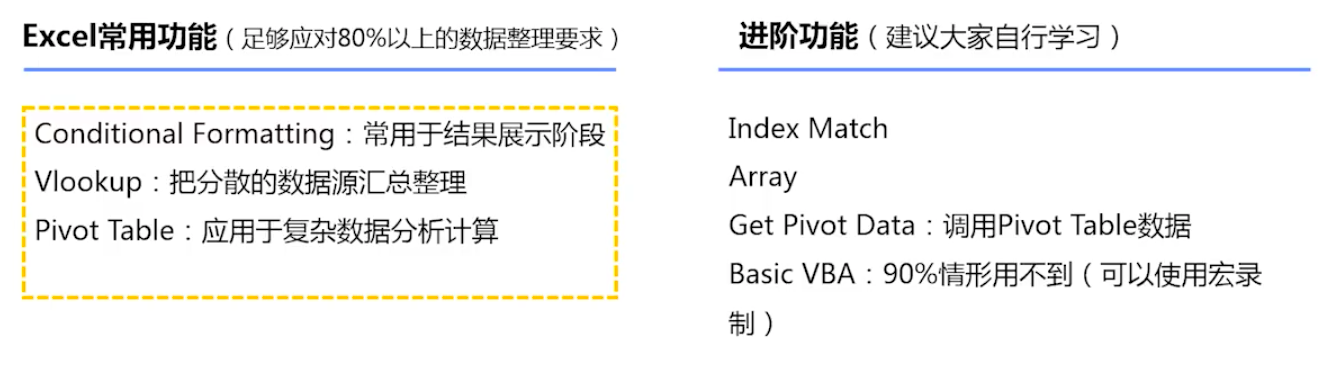 Excel常用功能（足够应对80%以上的数据整理要求）
Conditional Formatting：常用于结果展示阶段
Vlookup：把分散的数据源汇总整理
Pivot Table：应用于复杂数据分析计算
进阶功能（建议大家自行学习）
Index Match
Array
Get Pivot Data：调用Pivot Table数据
Basic VBA：90%情形用不到（可以使用宏录
制）